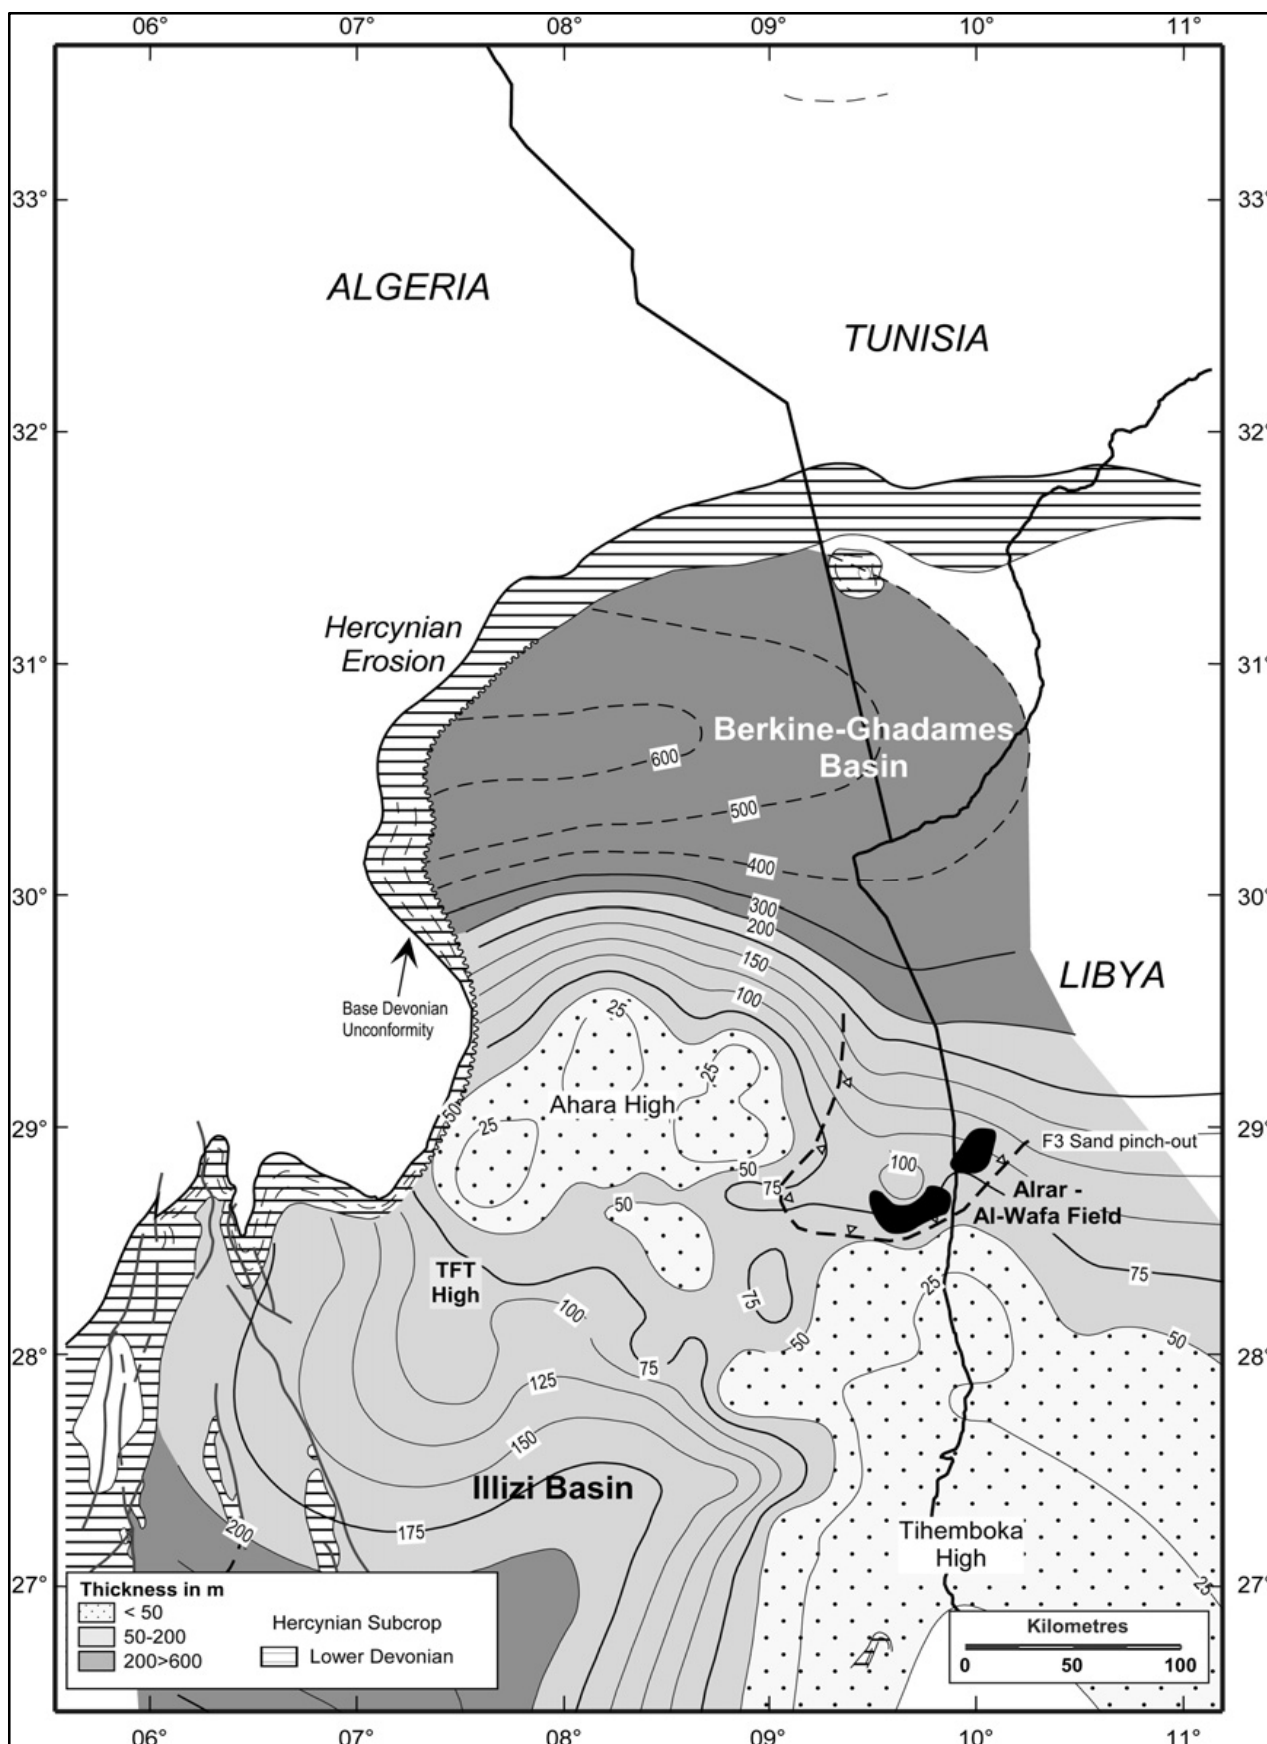 06° 07° 08° 09° 10° 11°
33° 33°
ALGERIA
TUNISIA
32° 32°
Hercynian
Erosion
31° 31°
Berkine-Ghadames
Basin
600
500
400
30° 30°
300
200
150
100
LIBYA
Base Devonian
Unconformity
25
25
Ahara High
50
25
29° 29°
F3 Sand pinch-out
100
50
75
50
Alrar -
Al-Wafa Field
TFT
High
75
75
25
100
50
50
28° 28°
75
125
150
Illizi Basin
175
200
Tihemboka
High
25
27° 27°
Thickness in m
< 50
50-200
200>600
Hercynian Subcrop
Lower Devonian
Kilometres
0 50 100
06° 07° 08° 09° 10° 11°